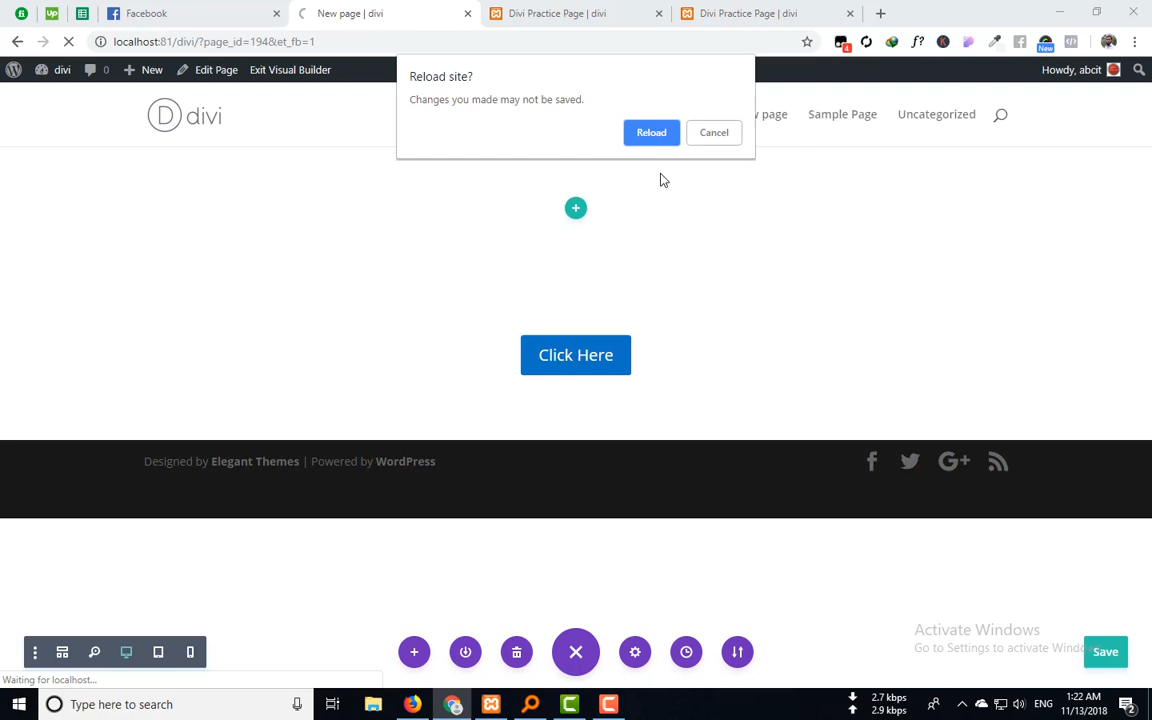 Facebook
New page | divi
Divi Practice Page | divi
Divi Practice Page | divi
localhost:81/divi/?page_id=194&et_fb=1
4
New
divi
0
New
Edit Page
Exit Visual Builder
Howdy, abcit
Reload site?
Changes you made may not be saved.
Reload
Cancel
D divi
page
Sample Page
Uncategorized
Click Here
Designed by Elegant Themes | Powered by WordPress
Activate Windows
Go to Settings to activate Windows.
Save
Waiting for localhost...
Type here to search
2.7 kbps
2.9 kbps
ENG
1:22 AM
11/13/2018
2